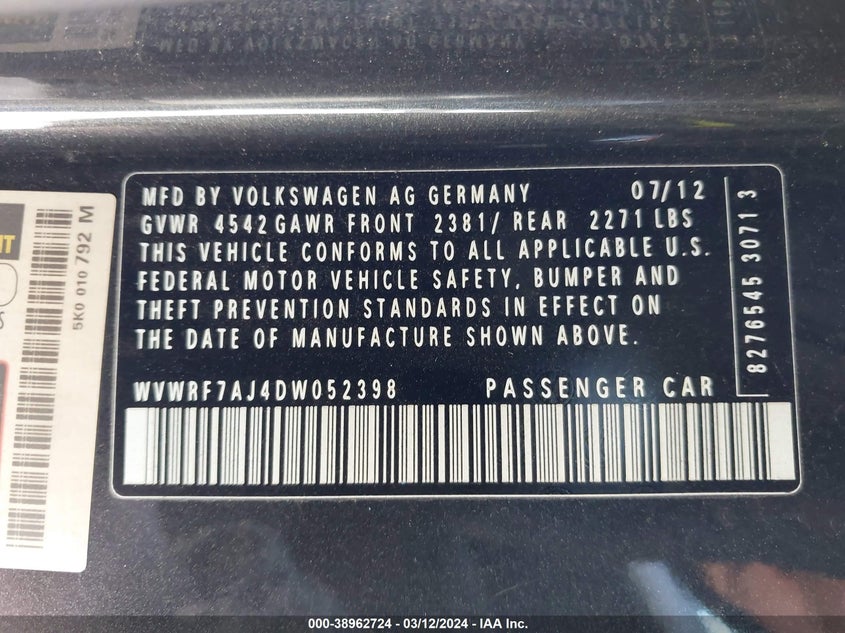 MFD BY VOLKSWAGEN AG GERMANY 07/12
GVWR 4542 GAWR FRONT 2381/ REAR 2271 LBS
THIS VEHICLE CONFORMS TO ALL APPLICABLE U.S.
FEDERAL MOTOR VEHICLE SAFETY, BUMPER AND
THEFT PREVENTION STANDARDS IN EFFECT ON
THE DATE OF MANUFACTURE SHOWN ABOVE.
WVWRF7AJ4DW052398 PASSENGER CAR
8276545 3071 3
5K0 010 792 M
000-38962724 - 03/12/2024 - IAA Inc.